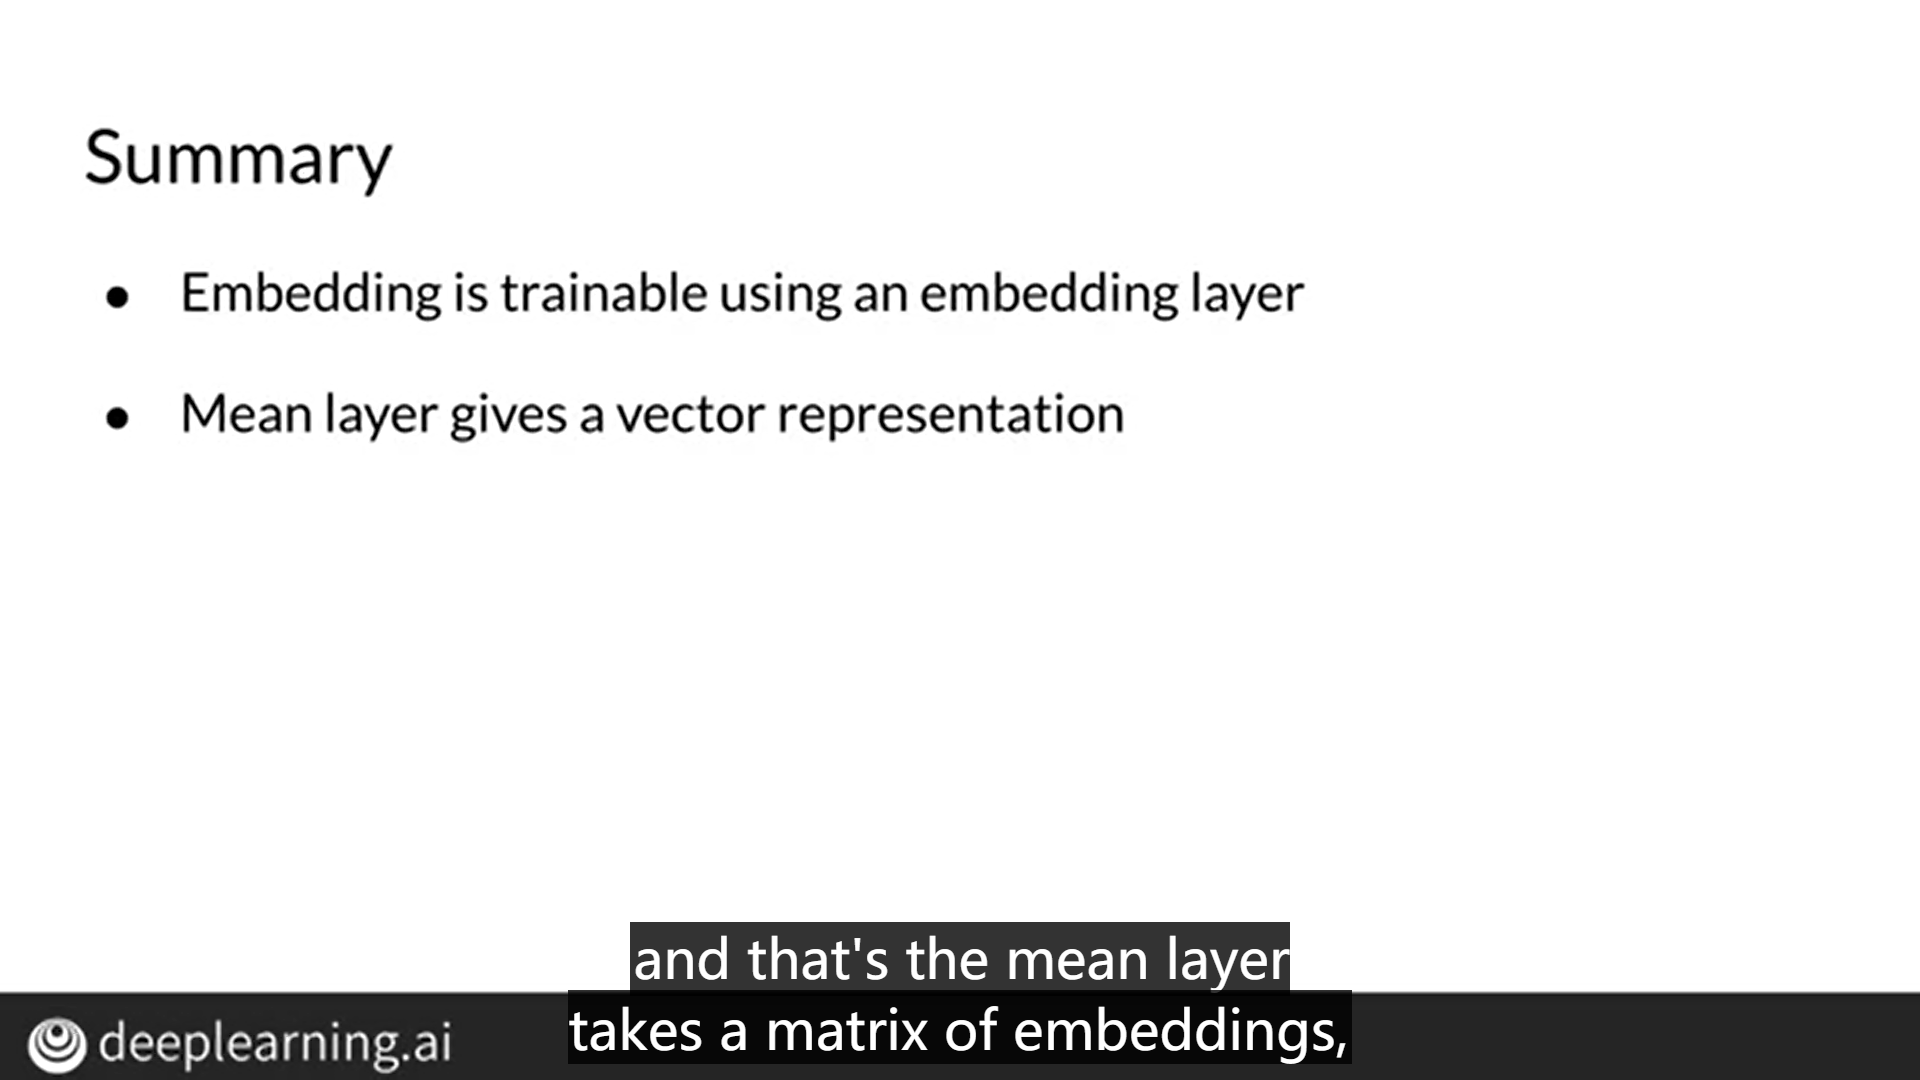 Summary
● Embedding is trainable using an embedding layer
● Mean layer gives a vector representation
and that's the mean layer
takes a matrix of embeddings,
deeplearning.ai